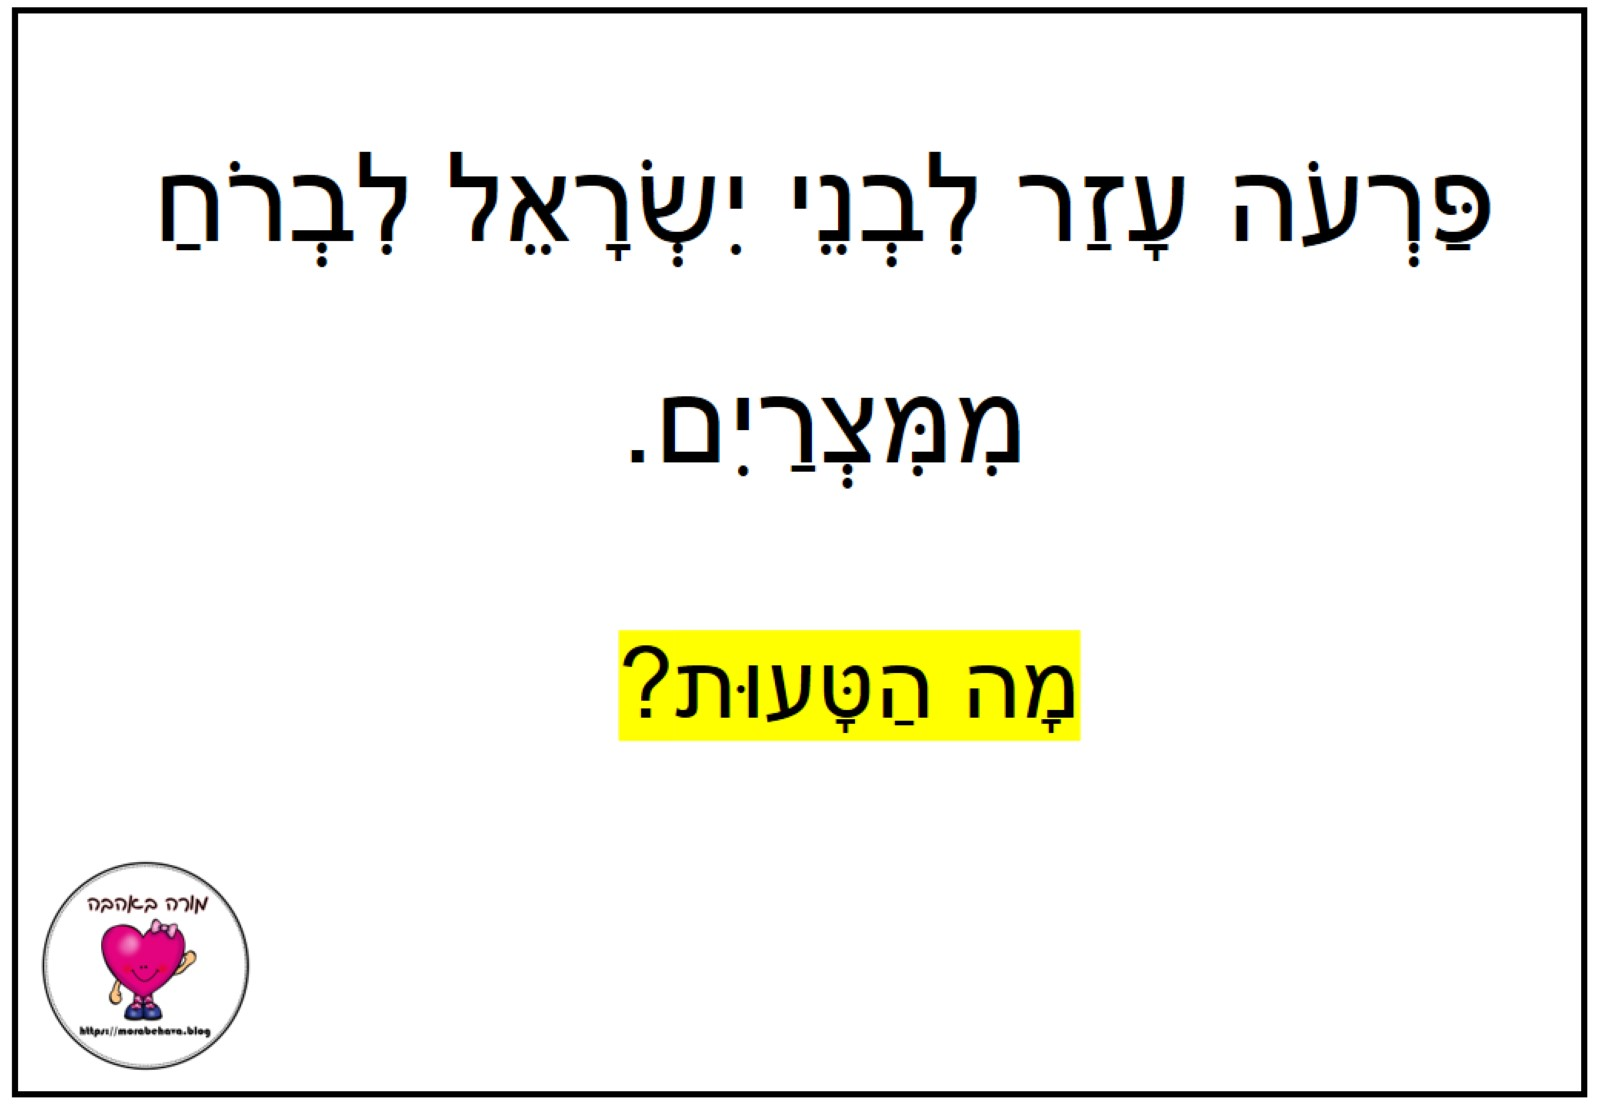 פַּרְעֹה עָזַר לִבְנֵי יִשְׂרָאֵל לִבְרֹחַ
מִמִּצְרַיִם.
מָה הַטָּעוּת?
מורה באהבה
https://morabehava.blog